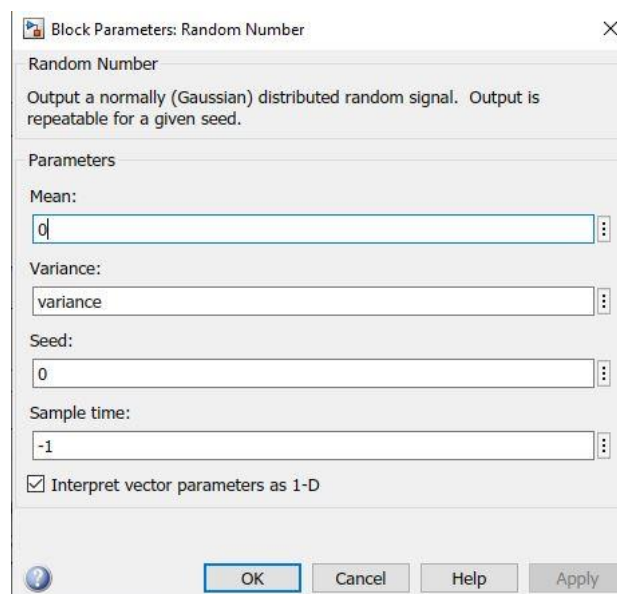 Block Parameters: Random Number
Random Number
Output a normally (Gaussian) distributed random signal. Output is
repeatable for a given seed.
Parameters
Mean:
0
Variance:
variance
Seed:
0
Sample time:
-1
Interpret vector parameters as 1-D
OK Cancel Help Apply